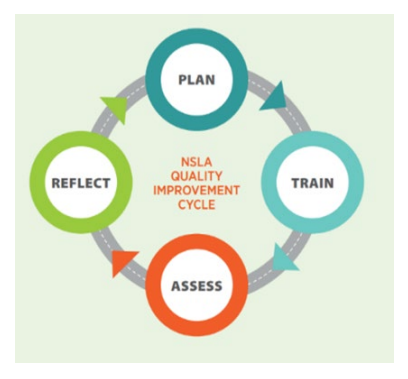 PLAN
NSLA
QUALITY
IMPROVEMENT
CYCLE
REFLECT
TRAIN
ASSESS